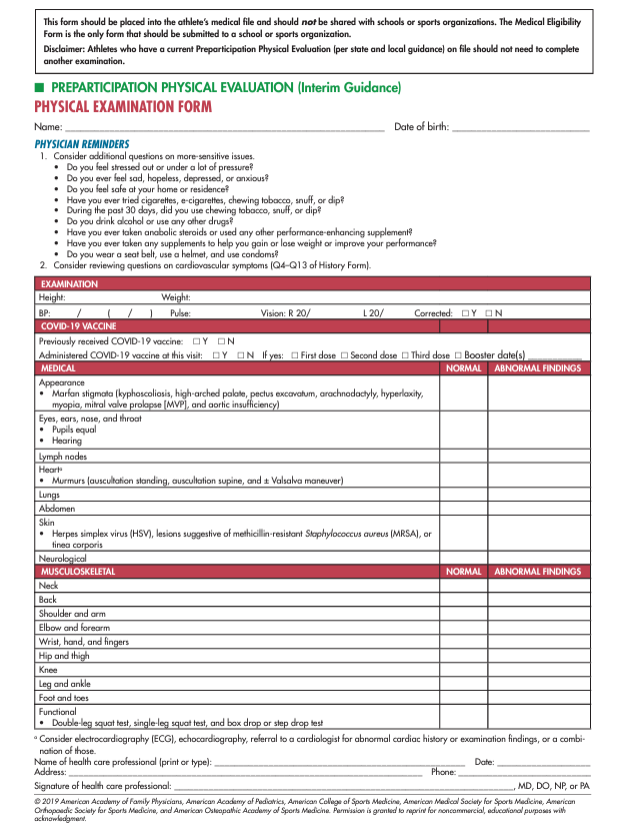 This form should be placed into the athlete's medical file and should not be shared with schools or sports organizations. The Medical Eligibility
Form is the only form that should be submitted to a school or sports organization.
Disclaimer: Athletes who have a current Preparticipation Physical Evaluation (per state and local guidance) on file should not need to complete
another examination.
■ PREPARTICIPATION PHYSICAL EVALUATION (Interim Guidance)
PHYSICAL EXAMINATION FORM
Name: ____ Date of birth: ____
PHYSICIAN REMINDERS
1. Consider additional questions on more-sensitive issues.
• Do you feel stressed out or under a lot of pressure?
• Do you ever feel sad, hopeless, depressed, or anxious?
• Do you feel safe at your home or residence?
• Have you ever tried cigarettes, e-cigarettes, chewing tobacco, snuff, or dip?
• During the past 30 days, did you use chewing tobacco, snuff, or dip?
• Do you drink alcohol or use any other drugs?
• Have you ever taken anabolic steroids or used any other performance-enhancing supplement?
• Have you ever taken any supplements to help you gain or lose weight or improve your performance?
• Do you wear a seat belt, use a helmet, and use condoms?
2. Consider reviewing questions on cardiovascular symptoms (Q4–Q13 of History Form).
EXAMINATION
Height: Weight:
BP: / ( / ) Pulse: Vision: R 20/ L 20/ Corrected: □ Y □ N
COVID-19 VACCINE
Previously received COVID-19 vaccine: □ Y □ N
Administered COVID-19 vaccine at this visit: □ Y □ N If yes: □ First dose □ Second dose □ Third dose □ Booster date(s) ____
MEDICAL NORMAL ABNORMAL FINDINGS
Appearance
• Marfan stigmata (kyphoscoliosis, high-arched palate, pectus excavatum, arachnodactyly, hyperlaxity,
myopia, mitral valve prolapse [MVP], and aortic insufficiency)
Eyes, ears, nose, and throat
• Pupils equal
• Hearing
Lymph nodes
Heartᵃ
• Murmurs (auscultation standing, auscultation supine, and ± Valsalva maneuver)
Lungs
Abdomen
Skin
• Herpes simplex virus (HSV), lesions suggestive of methicillin-resistant Staphylococcus aureus (MRSA), or
tinea corporis
Neurological
MUSCULOSKELETAL NORMAL ABNORMAL FINDINGS
Neck
Back
Shoulder and arm
Elbow and forearm
Wrist, hand, and fingers
Hip and thigh
Knee
Leg and ankle
Foot and toes
Functional
• Double-leg squat test, single-leg squat test, and box drop or step drop test
ᵃ Consider electrocardiography (ECG), echocardiography, referral to a cardiologist for abnormal cardiac history or examination findings, or a combi-
nation of those.
Name of health care professional (print or type): ____ Date: ____
Address: ____ Phone: ____
Signature of health care professional: ____, MD, DO, NP, or PA
© 2019 American Academy of Family Physicians, American Academy of Pediatrics, American College of Sports Medicine, American Medical Society for Sports Medicine, American
Orthopaedic Society for Sports Medicine, and American Osteopathic Academy of Sports Medicine. Permission is granted to reprint for noncommercial, educational purposes with
acknowledgment.